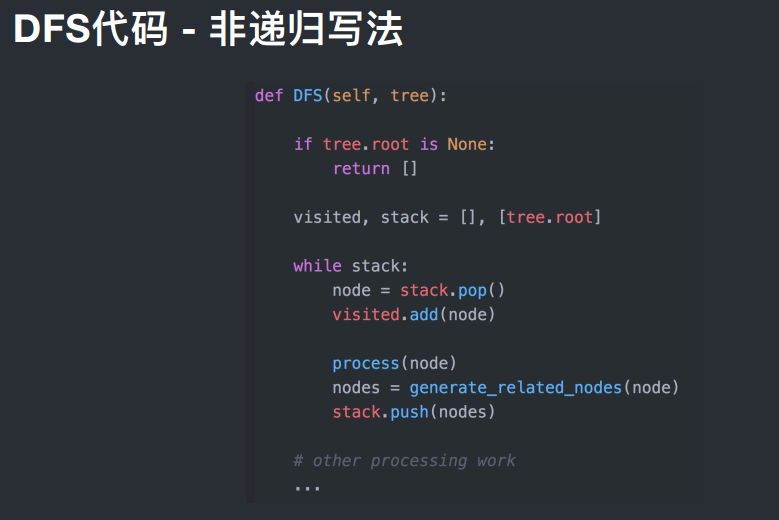 DFS代码 - 非递归写法
def DFS(self, tree):
if tree.root is None:
return []
visited, stack = [], [tree.root]
while stack:
node = stack.pop()
visited.add(node)
process(node)
nodes = generate_related_nodes(node)
stack.push(nodes)
# other processing work
...